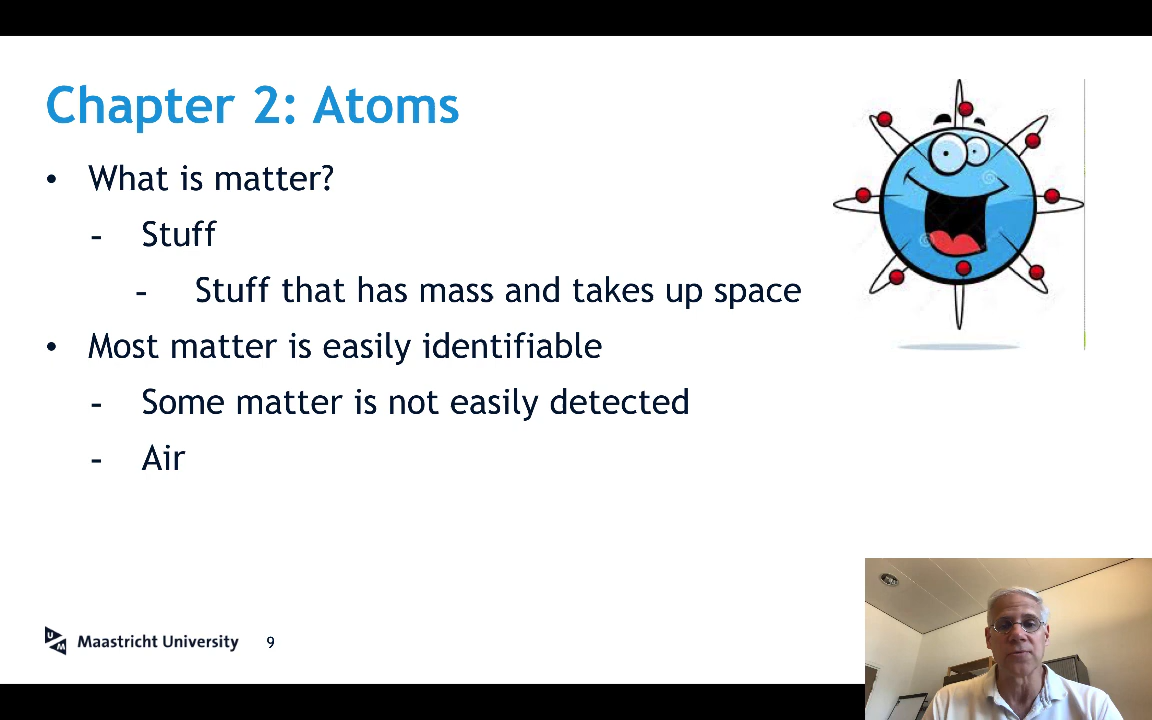 Chapter 2: Atoms
• What is matter?
- Stuff
- Stuff that has mass and takes up space
• Most matter is easily identifiable
- Some matter is not easily detected
- Air
UM Maastricht University 9